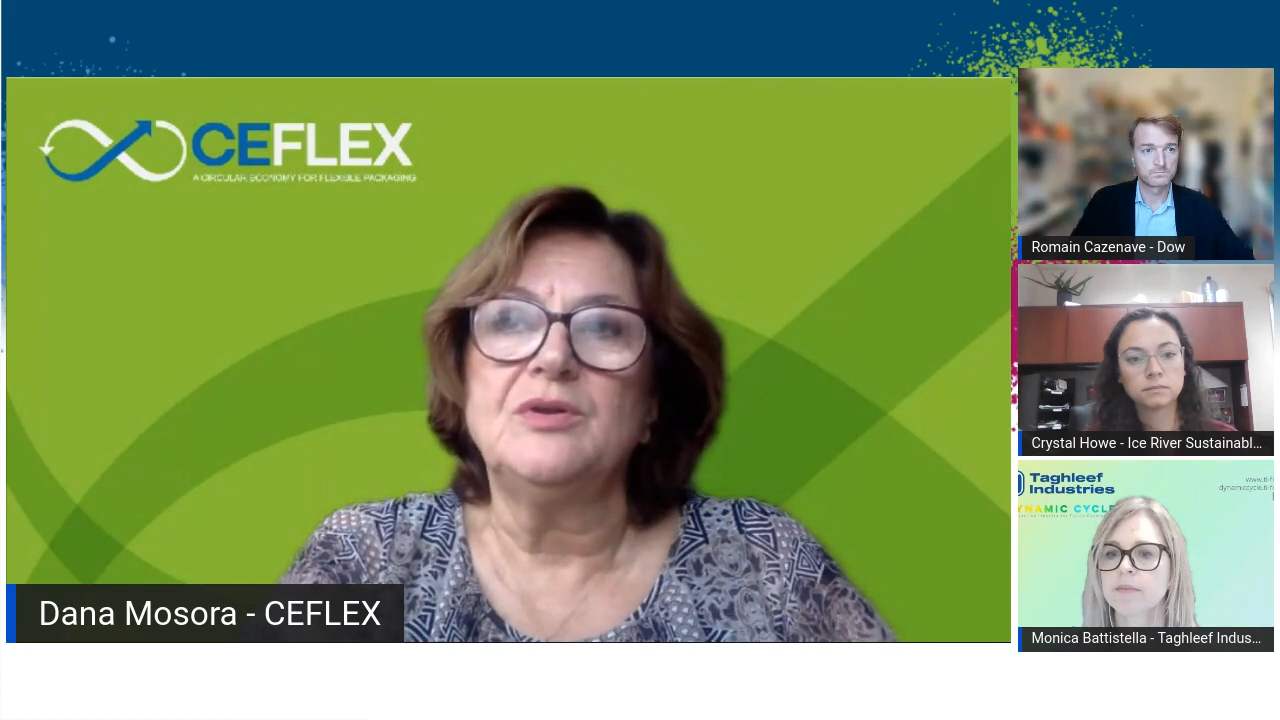 CEFLEX
A CIRCULAR ECONOMY FOR FLEXIBLE PACKAGING
Dana Mosora - CEFLEX
Romain Cazenave - Dow
Crystal Howe - Ice River Sustainabl...
Taghleef
Industries
DYNAMIC CYCLE
Monica Battistella - Taghleef Indus...